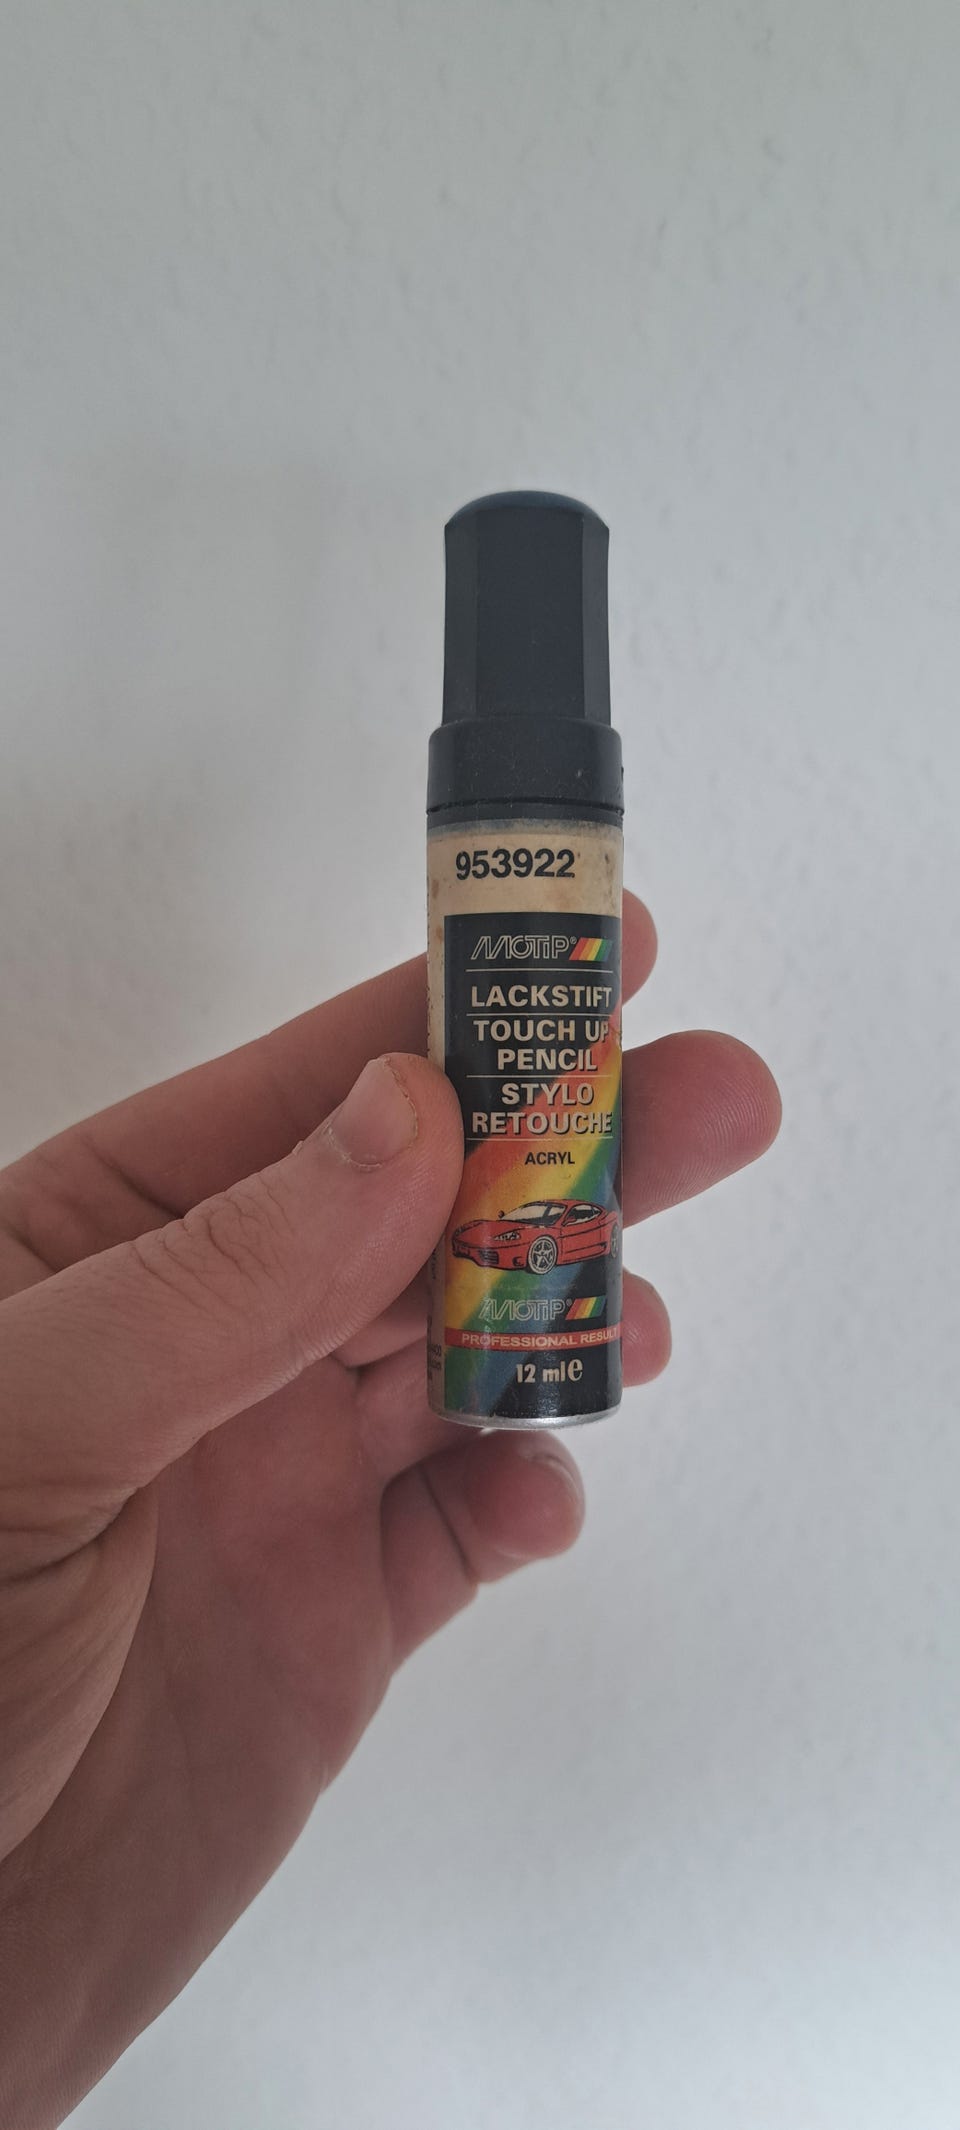 953922
MOTIP®
LACKSTIFT
TOUCH UP
PENCIL
STYLO
RETOUCHE
ACRYL
MOTIP®
PROFESSIONAL RESULT
12 ml e